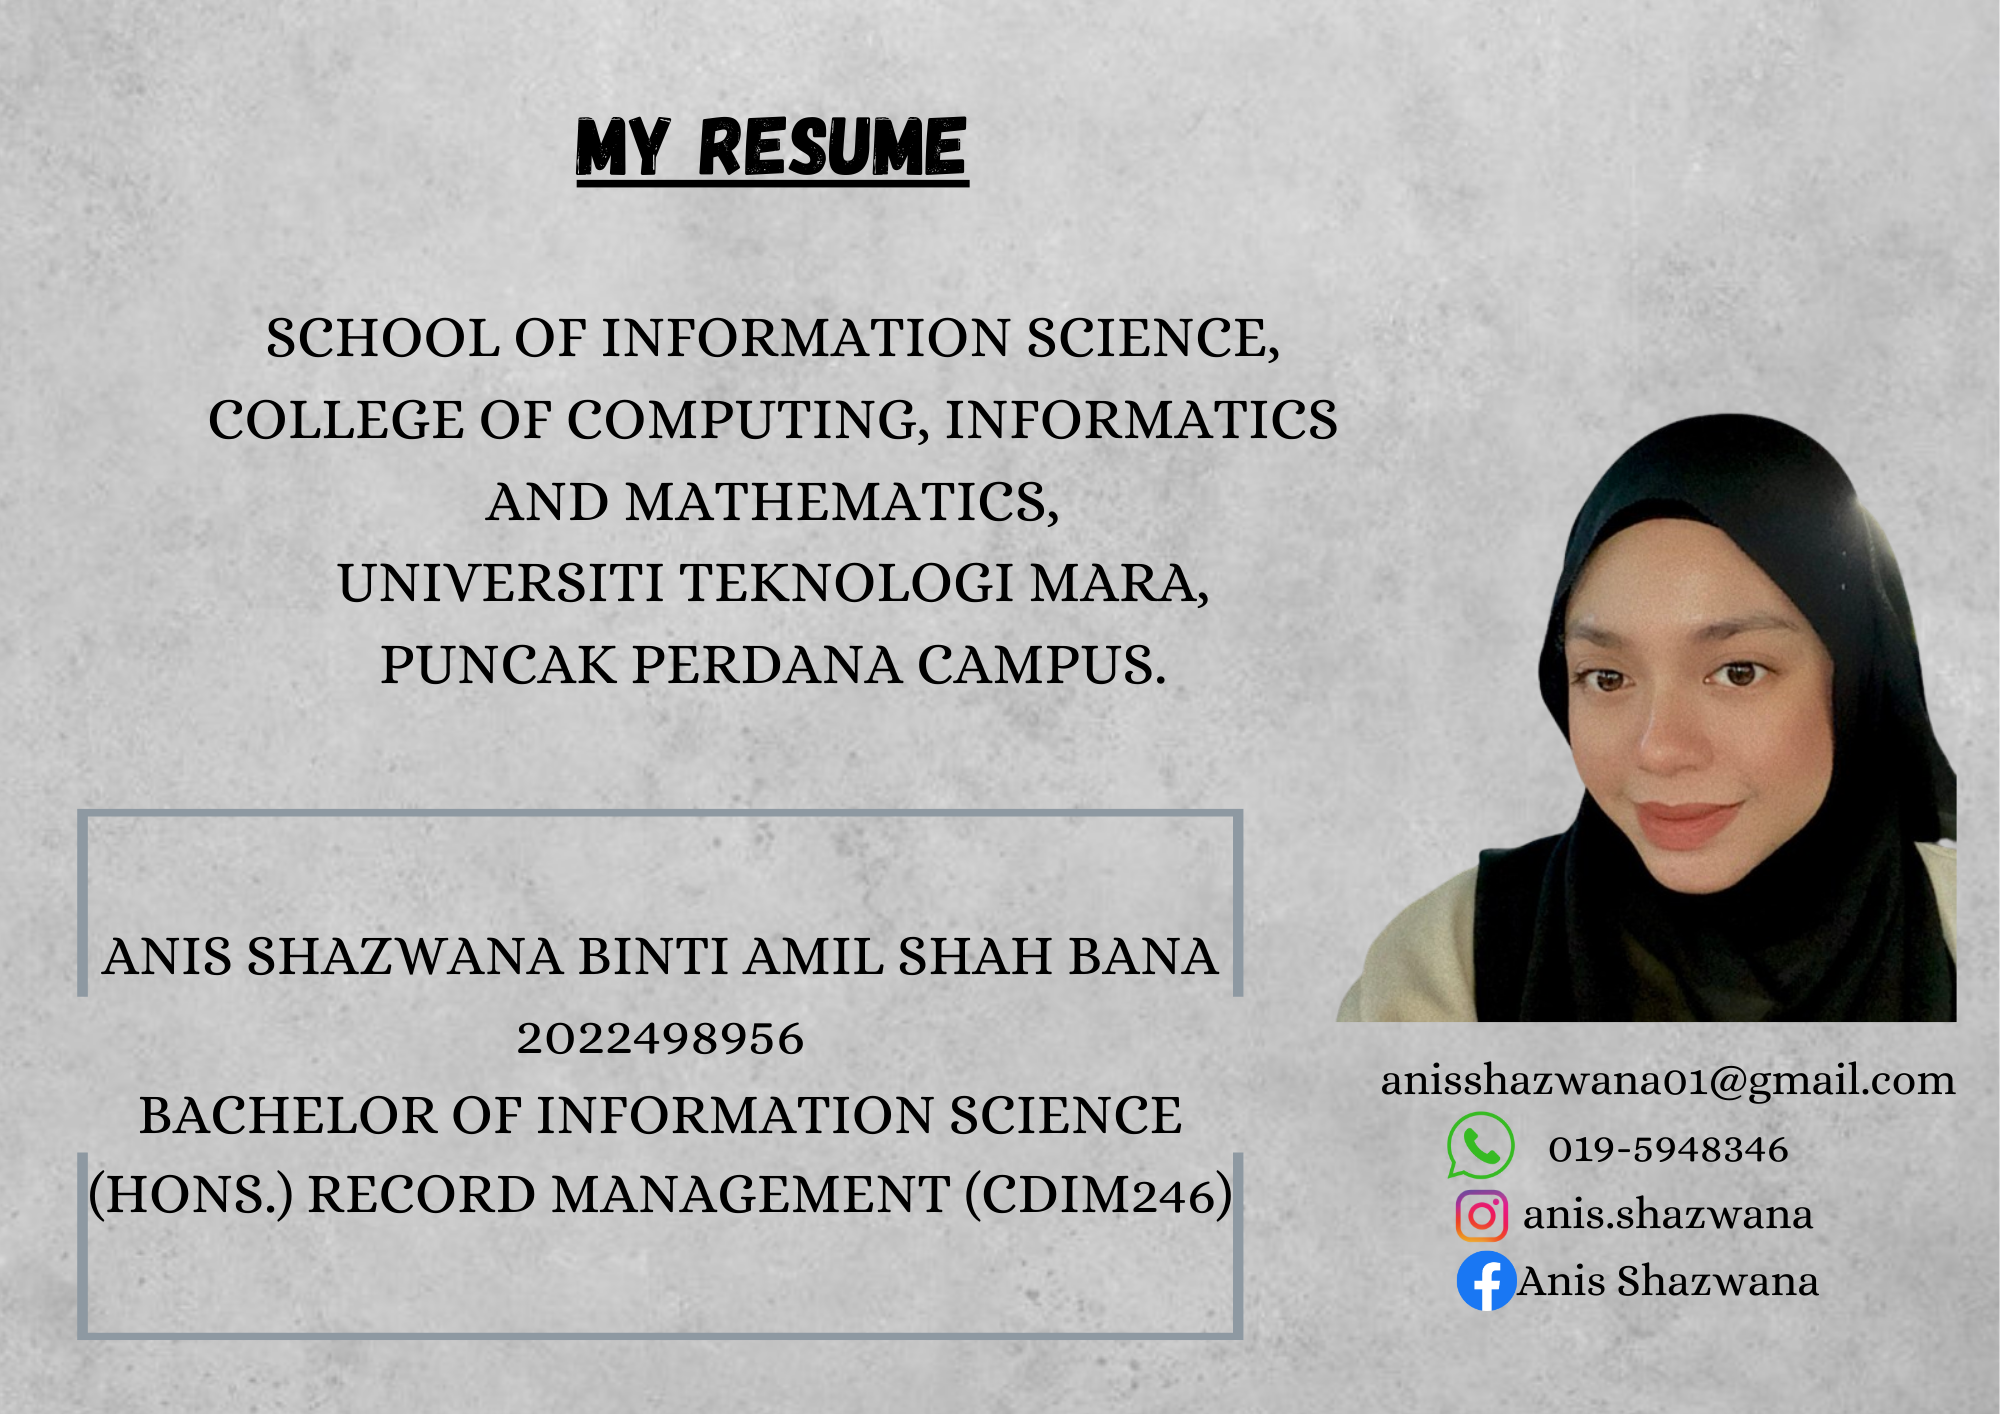 MY RESUME
SCHOOL OF INFORMATION SCIENCE,
COLLEGE OF COMPUTING, INFORMATICS
AND MATHEMATICS,
UNIVERSITI TEKNOLOGI MARA,
PUNCAK PERDANA CAMPUS.
ANIS SHAZWANA BINTI AMIL SHAH BANA
2022498956
BACHELOR OF INFORMATION SCIENCE
(HONS.) RECORD MANAGEMENT (CDIM246)
anisshazwana01@gmail.com
019-5948346
anis.shazwana
Anis Shazwana